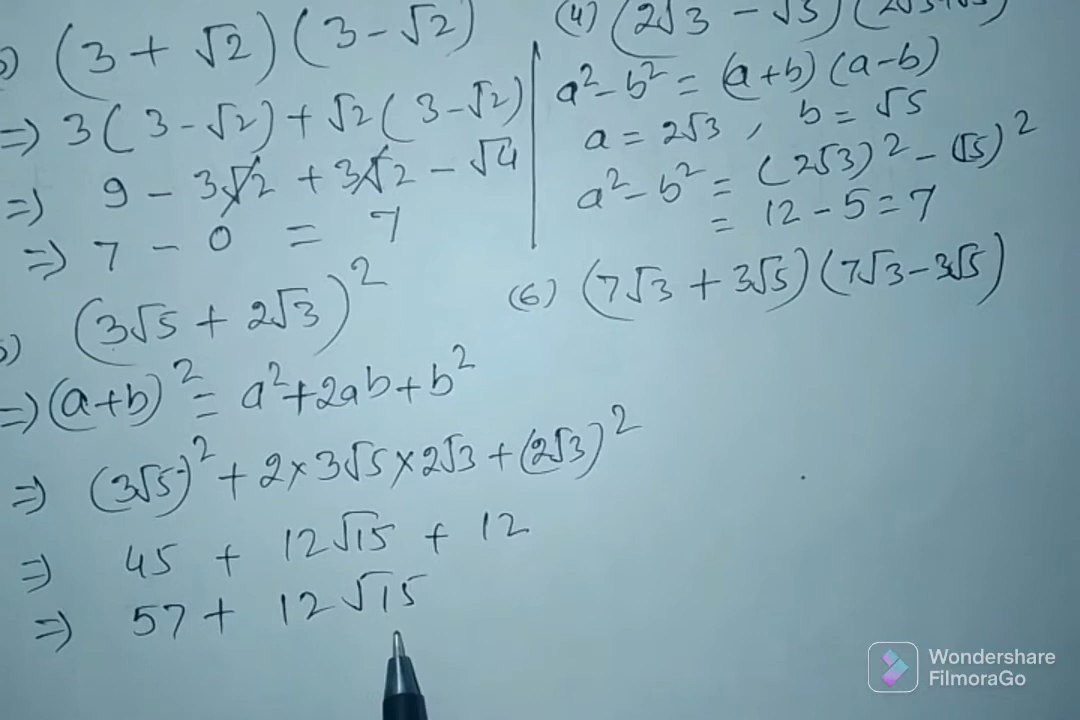 (3 + √2) (3 - √2)
=> 3( 3 - √2) + √2 ( 3 - √2)
=> 9 - 3√2 + 3√2 - √4
=> 7 - 0 = 7
(4) (2√3 - √5) (2√3+√5)
a² - b² = (a+b) (a-b)
a = 2√3 , b = √5
a² - b² = (2√3)² - (√5)²
= 12 - 5 = 7
(3√5 + 2√3)²
=> (a+b)² = a² + 2ab + b²
=> (3√5)² + 2 × 3√5 × 2√3 + (2√3)²
=> 45 + 12√15 + 12
=> 57 + 12√15
(6) (7√3 + 3√5) (7√3 - 3√5)
Wondershare
FilmoraGo